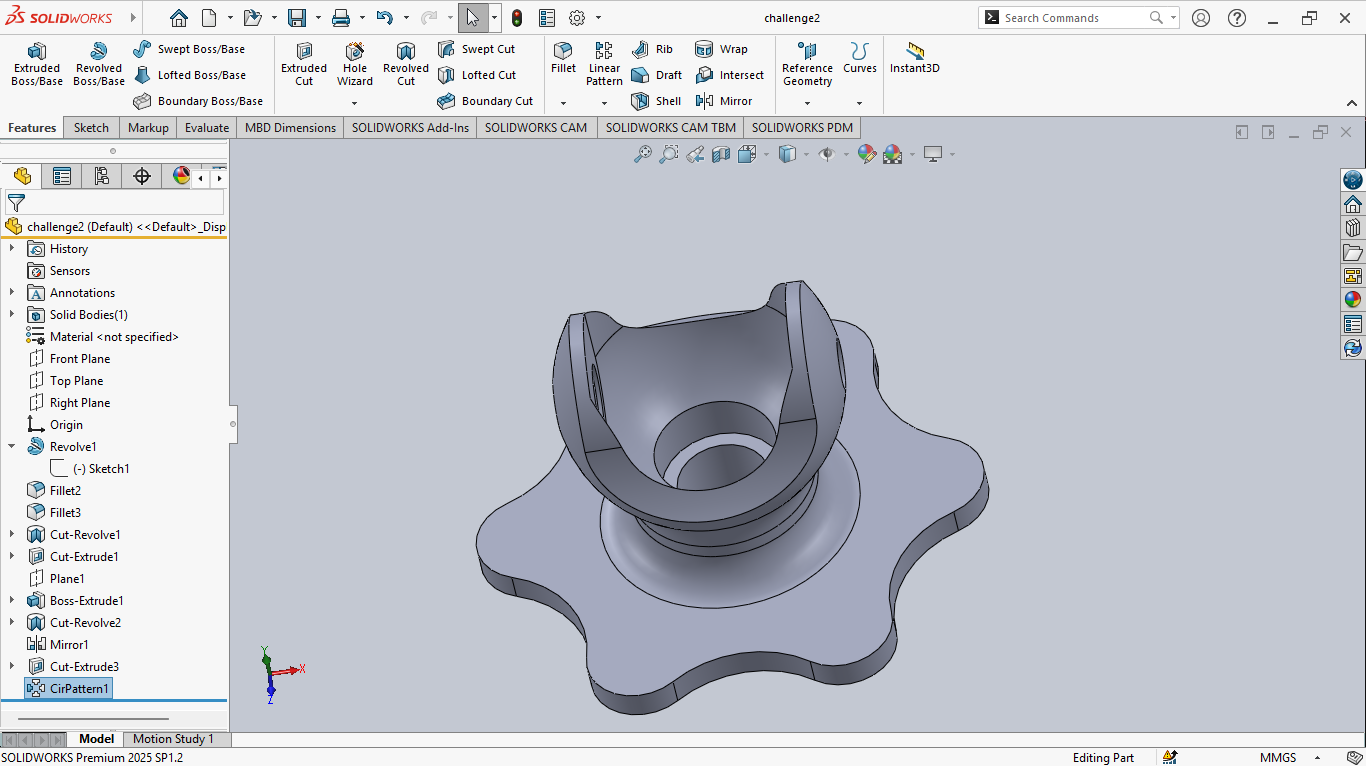 SOLIDWORKS
challenge2
Search Commands
Extruded Boss/Base
Revolved Boss/Base
Swept Boss/Base
Lofted Boss/Base
Boundary Boss/Base
Extruded Cut
Hole Wizard
Revolved Cut
Swept Cut
Lofted Cut
Boundary Cut
Fillet
Linear Pattern
Rib
Draft
Shell
Wrap
Intersect
Mirror
Reference Geometry
Curves
Instant3D
Features
Sketch
Markup
Evaluate
MBD Dimensions
SOLIDWORKS Add-Ins
SOLIDWORKS CAM
SOLIDWORKS CAM TBM
SOLIDWORKS PDM
challenge2 (Default) <<Default>_Disp
History
Sensors
Annotations
Solid Bodies(1)
Material <not specified>
Front Plane
Top Plane
Right Plane
Origin
Revolve1
(-) Sketch1
Fillet2
Fillet3
Cut-Revolve1
Cut-Extrude1
Plane1
Boss-Extrude1
Cut-Revolve2
Mirror1
Cut-Extrude3
CirPattern1
Y
X
Z
Model
Motion Study 1
SOLIDWORKS Premium 2025 SP1.2
Editing Part
MMGS